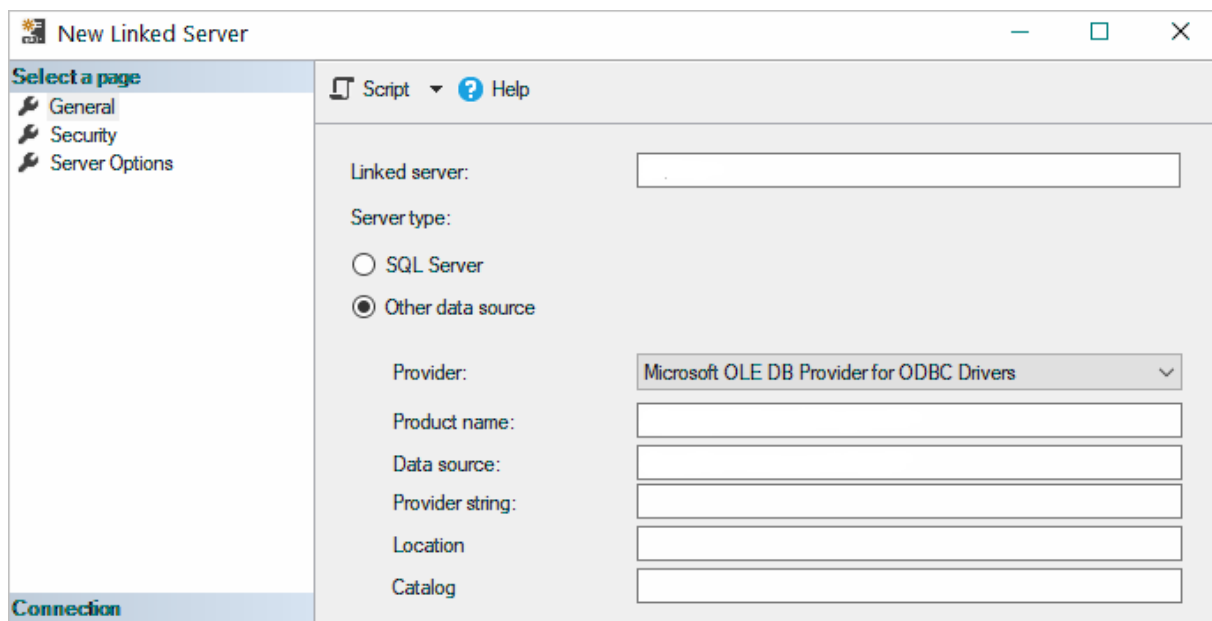 New Linked Server
Select a page
General
Security
Server Options
Connection
Script Help
Linked server:
Server type:
SQL Server
Other data source
Provider: Microsoft OLE DB Provider for ODBC Drivers
Product name:
Data source:
Provider string:
Location
Catalog